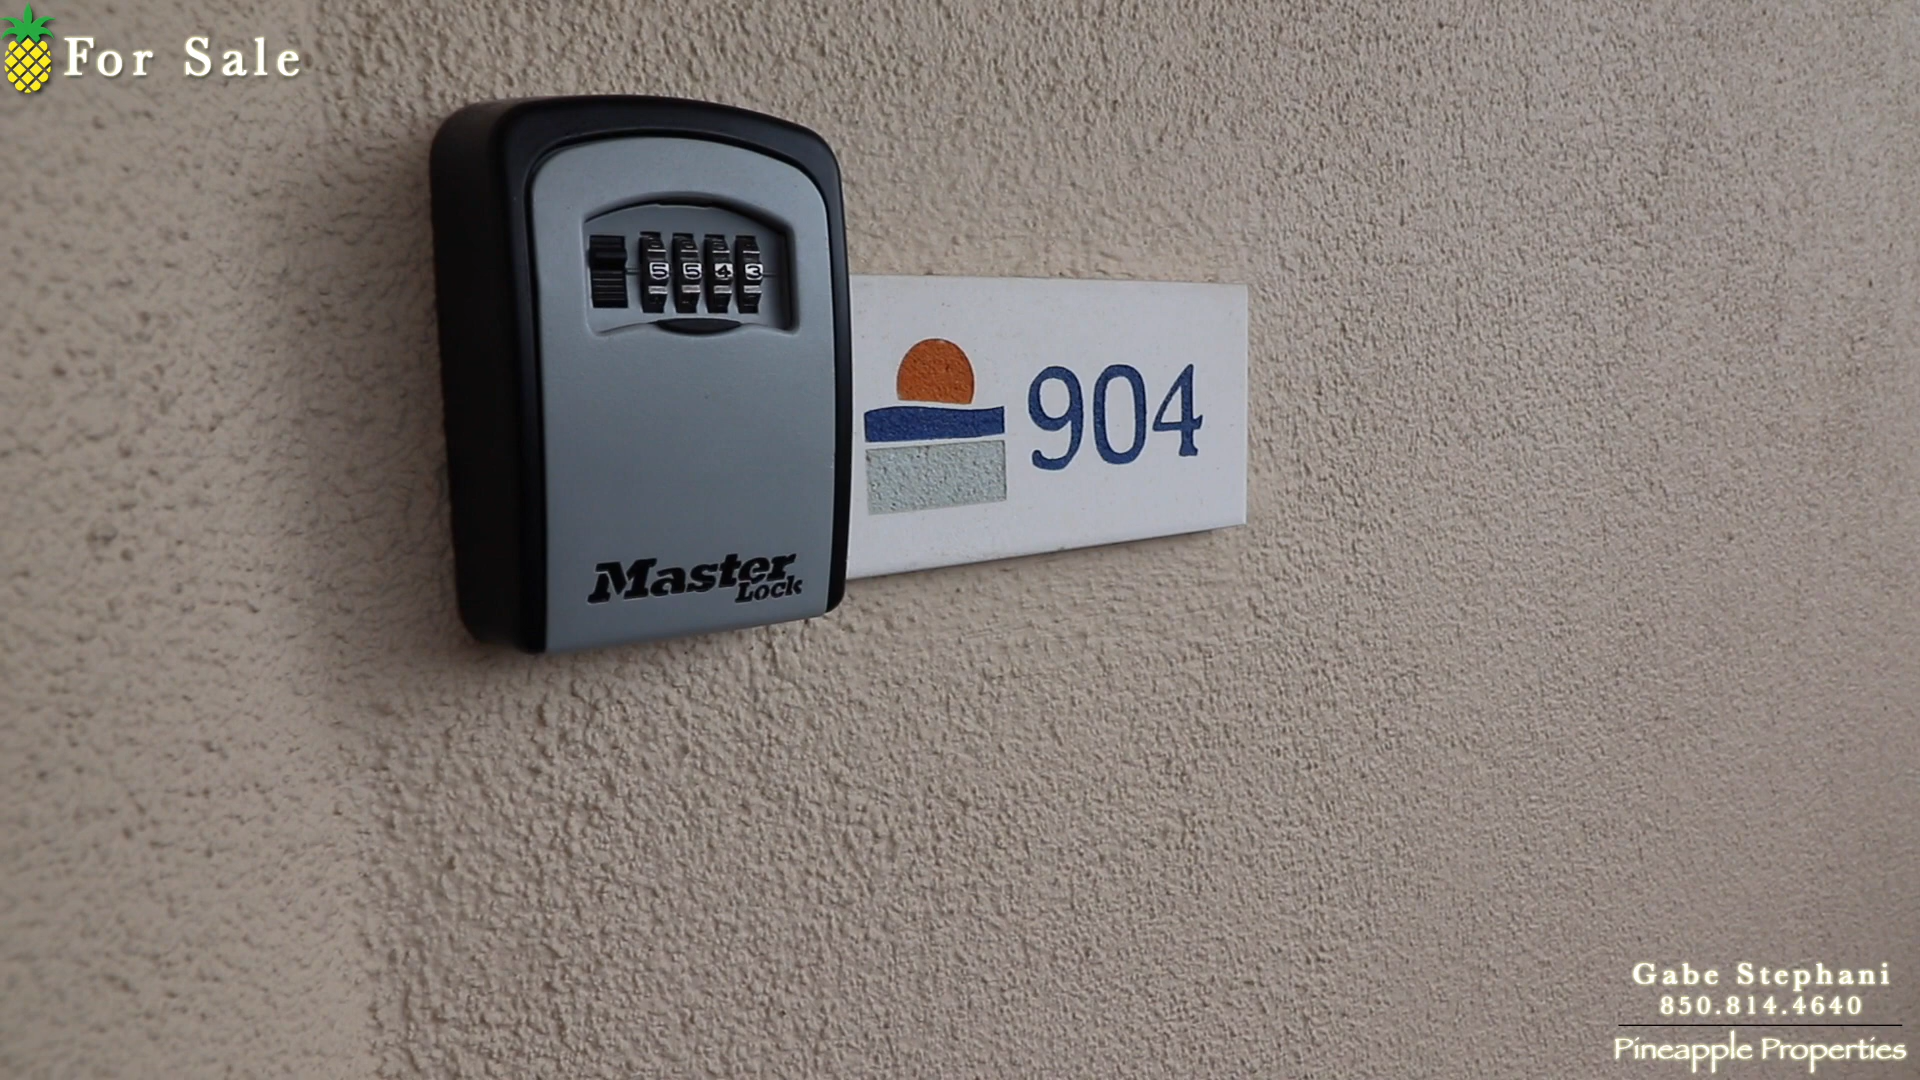 For Sale
5543
904
Master
Lock
Gabe Stephani
850.814.4640
Pineapple Properties